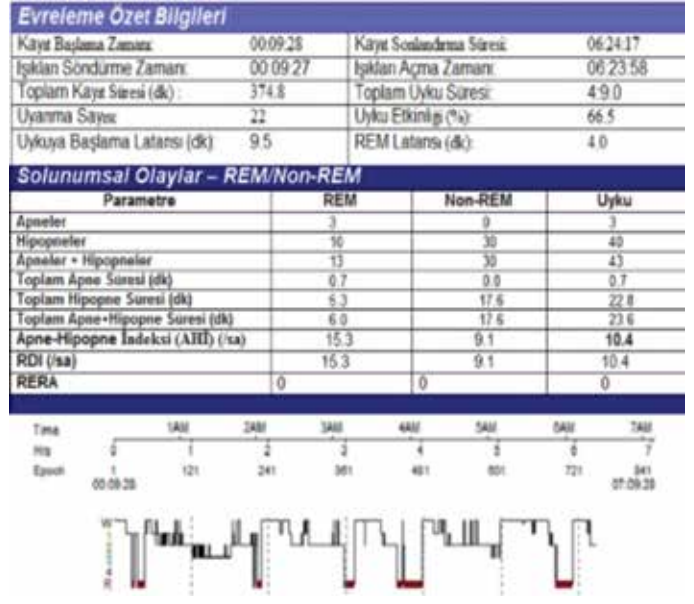 Evreleme Özet Bilgileri
Kayıt Başlama Zamanı: 00:09:28 Kayıt Sonlandırma Süresi: 06:24:17
Işıkları Söndürme Zamanı: 00:09:27 Işıkları Açma Zamanı: 06:23:58
Toplam Kayıt Süresi (dk) : 374.8 Toplam Uyku Süresi: 4:9.0
Uyanma Sayısı: 22 Uyku Etkinliği (%): 66.5
Uykuya Başlama Latansı (dk) 9.5 REM Latansı (dk): 4.0
Solunumsal Olaylar – REM/Non-REM
Parametre REM Non-REM Uyku
Apneler 3 0 3
Hipopneler 10 30 40
Apneler + Hipopneler 13 30 43
Toplam Apne Süresi (dk) 0.7 0.0 0.7
Toplam Hipopne Süresi (dk) 5.3 17.6 22.8
Toplam Apne+Hipopne Süresi (dk) 6.0 17.6 23.6
Apne-Hipopne İndeksi (AHİ) (/sa) 15.3 9.1 10.4
RDI (/sa) 15.3 9.1 10.4
RERA 0 0 0
Time 1AM 2AM 3AM 4AM 5AM 6AM 7AM
Hrs 0 1 2 3 4 5 6 7
Epoch 1 121 241 361 481 601 721 841
00:09:28 07:09:28
W
R